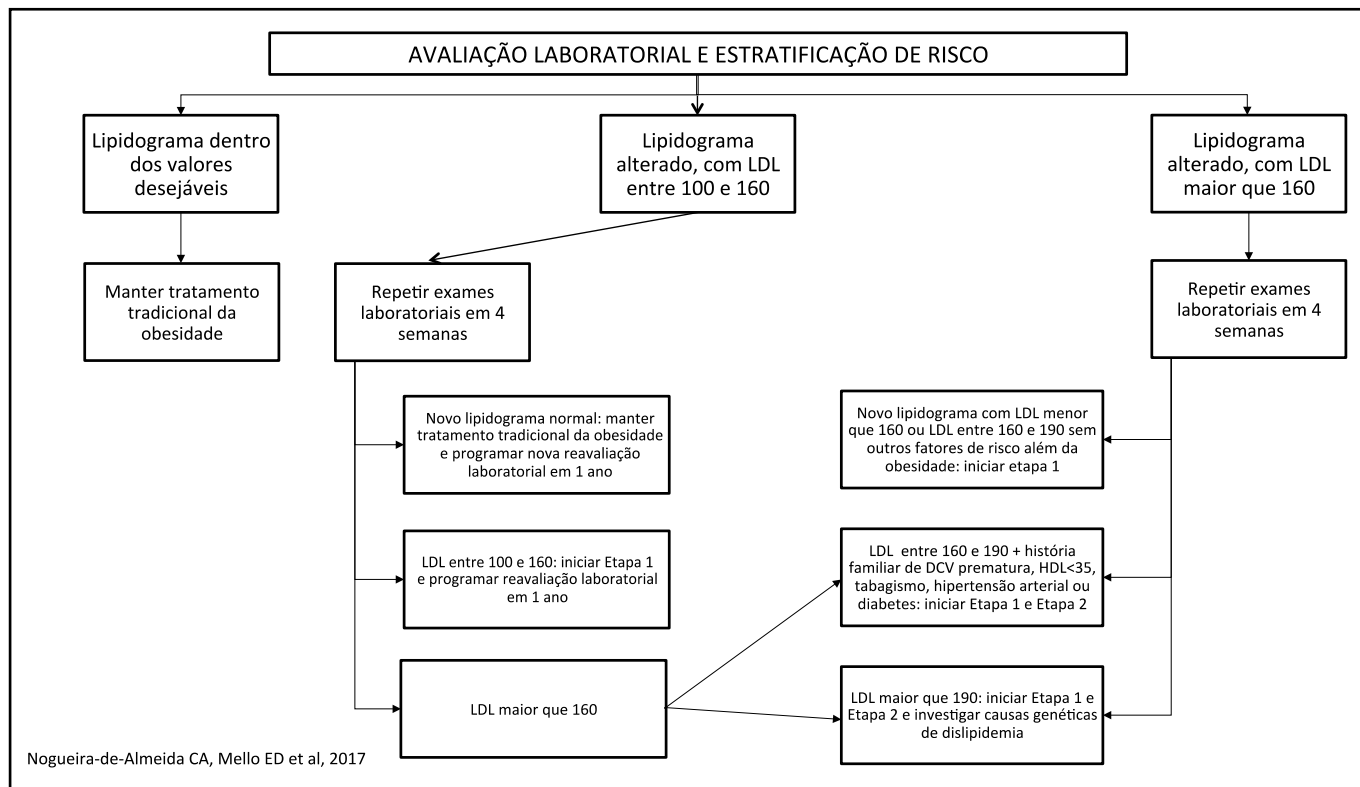 AVALIAÇÃO LABORATORIAL E ESTRATIFICAÇÃO DE RISCO
Lipidograma dentro
dos valores
desejáveis
Lipidograma
alterado, com LDL
entre 100 e 160
Lipidograma
alterado, com LDL
maior que 160
Manter tratamento
tradicional da
obesidade
Repetir exames
laboratoriais em 4
semanas
Repetir exames
laboratoriais em 4
semanas
Novo lipidograma normal: manter
tratamento tradicional da obesidade
e programar nova reavaliação
laboratorial em 1 ano
Novo lipidograma com LDL menor
que 160 ou LDL entre 160 e 190 sem
outros fatores de risco além da
obesidade: iniciar etapa 1
LDL entre 100 e 160: iniciar Etapa 1
e programar reavaliação laboratorial
em 1 ano
LDL entre 160 e 190 + história
familiar de DCV prematura, HDL<35,
tabagismo, hipertensão arterial ou
diabetes: iniciar Etapa 1 e Etapa 2
LDL maior que 160
LDL maior que 190: iniciar Etapa 1 e
Etapa 2 e investigar causas genéticas
de dislipidemia
Nogueira-de-Almeida CA, Mello ED et al, 2017